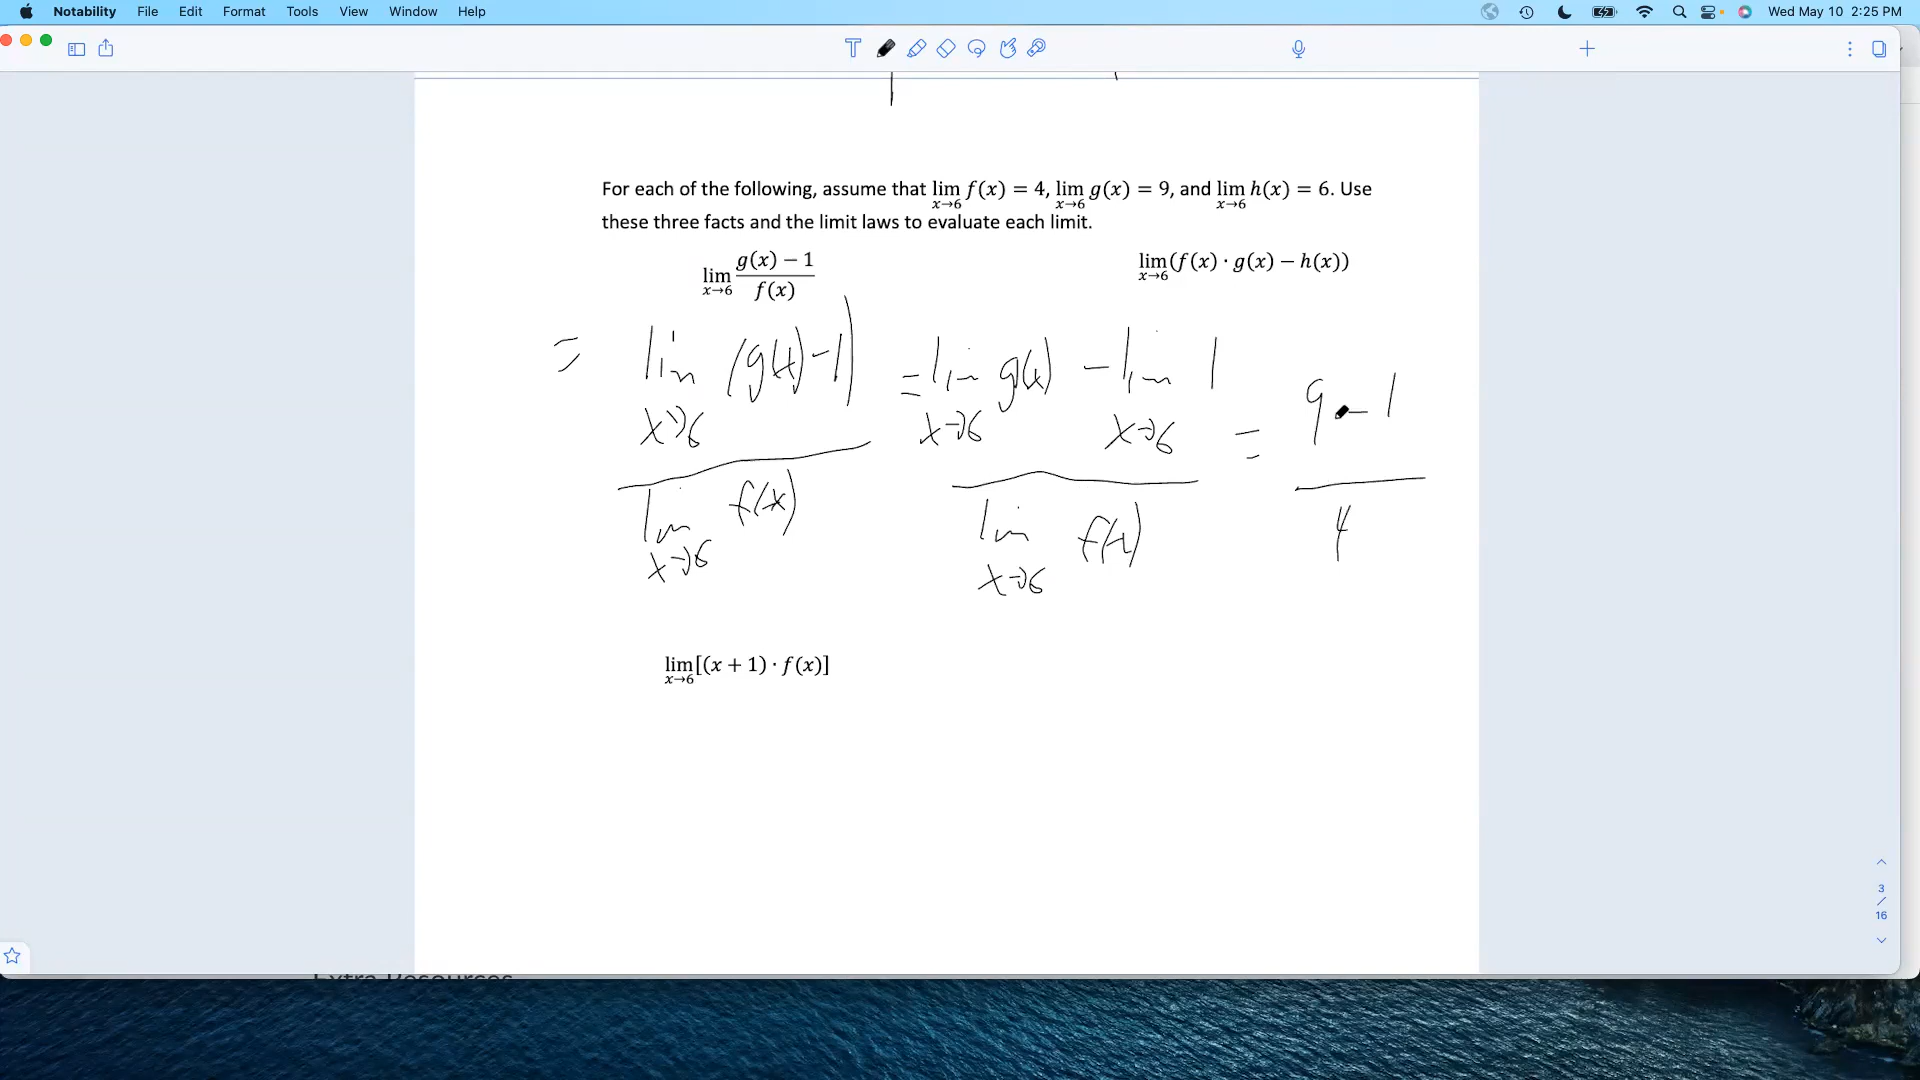 Notability File Edit Format Tools View Window Help Wed May 10 2:25 PM
For each of the following, assume that lim x→6 f(x) = 4, lim x→6 g(x) = 9, and lim x→6 h(x) = 6. Use
these three facts and the limit laws to evaluate each limit.
lim x→6 (g(x) − 1)/f(x)
lim x→6 (f(x) · g(x) − h(x))
= lim x→6 (g(x) - 1) / lim x→6 f(x) = lim x→6 g(x) - lim x→6 1 / lim x→6 f(x) = 9 - 1 / 4
lim x→6 [(x + 1) · f(x)]
3
/
16
Extra Resources